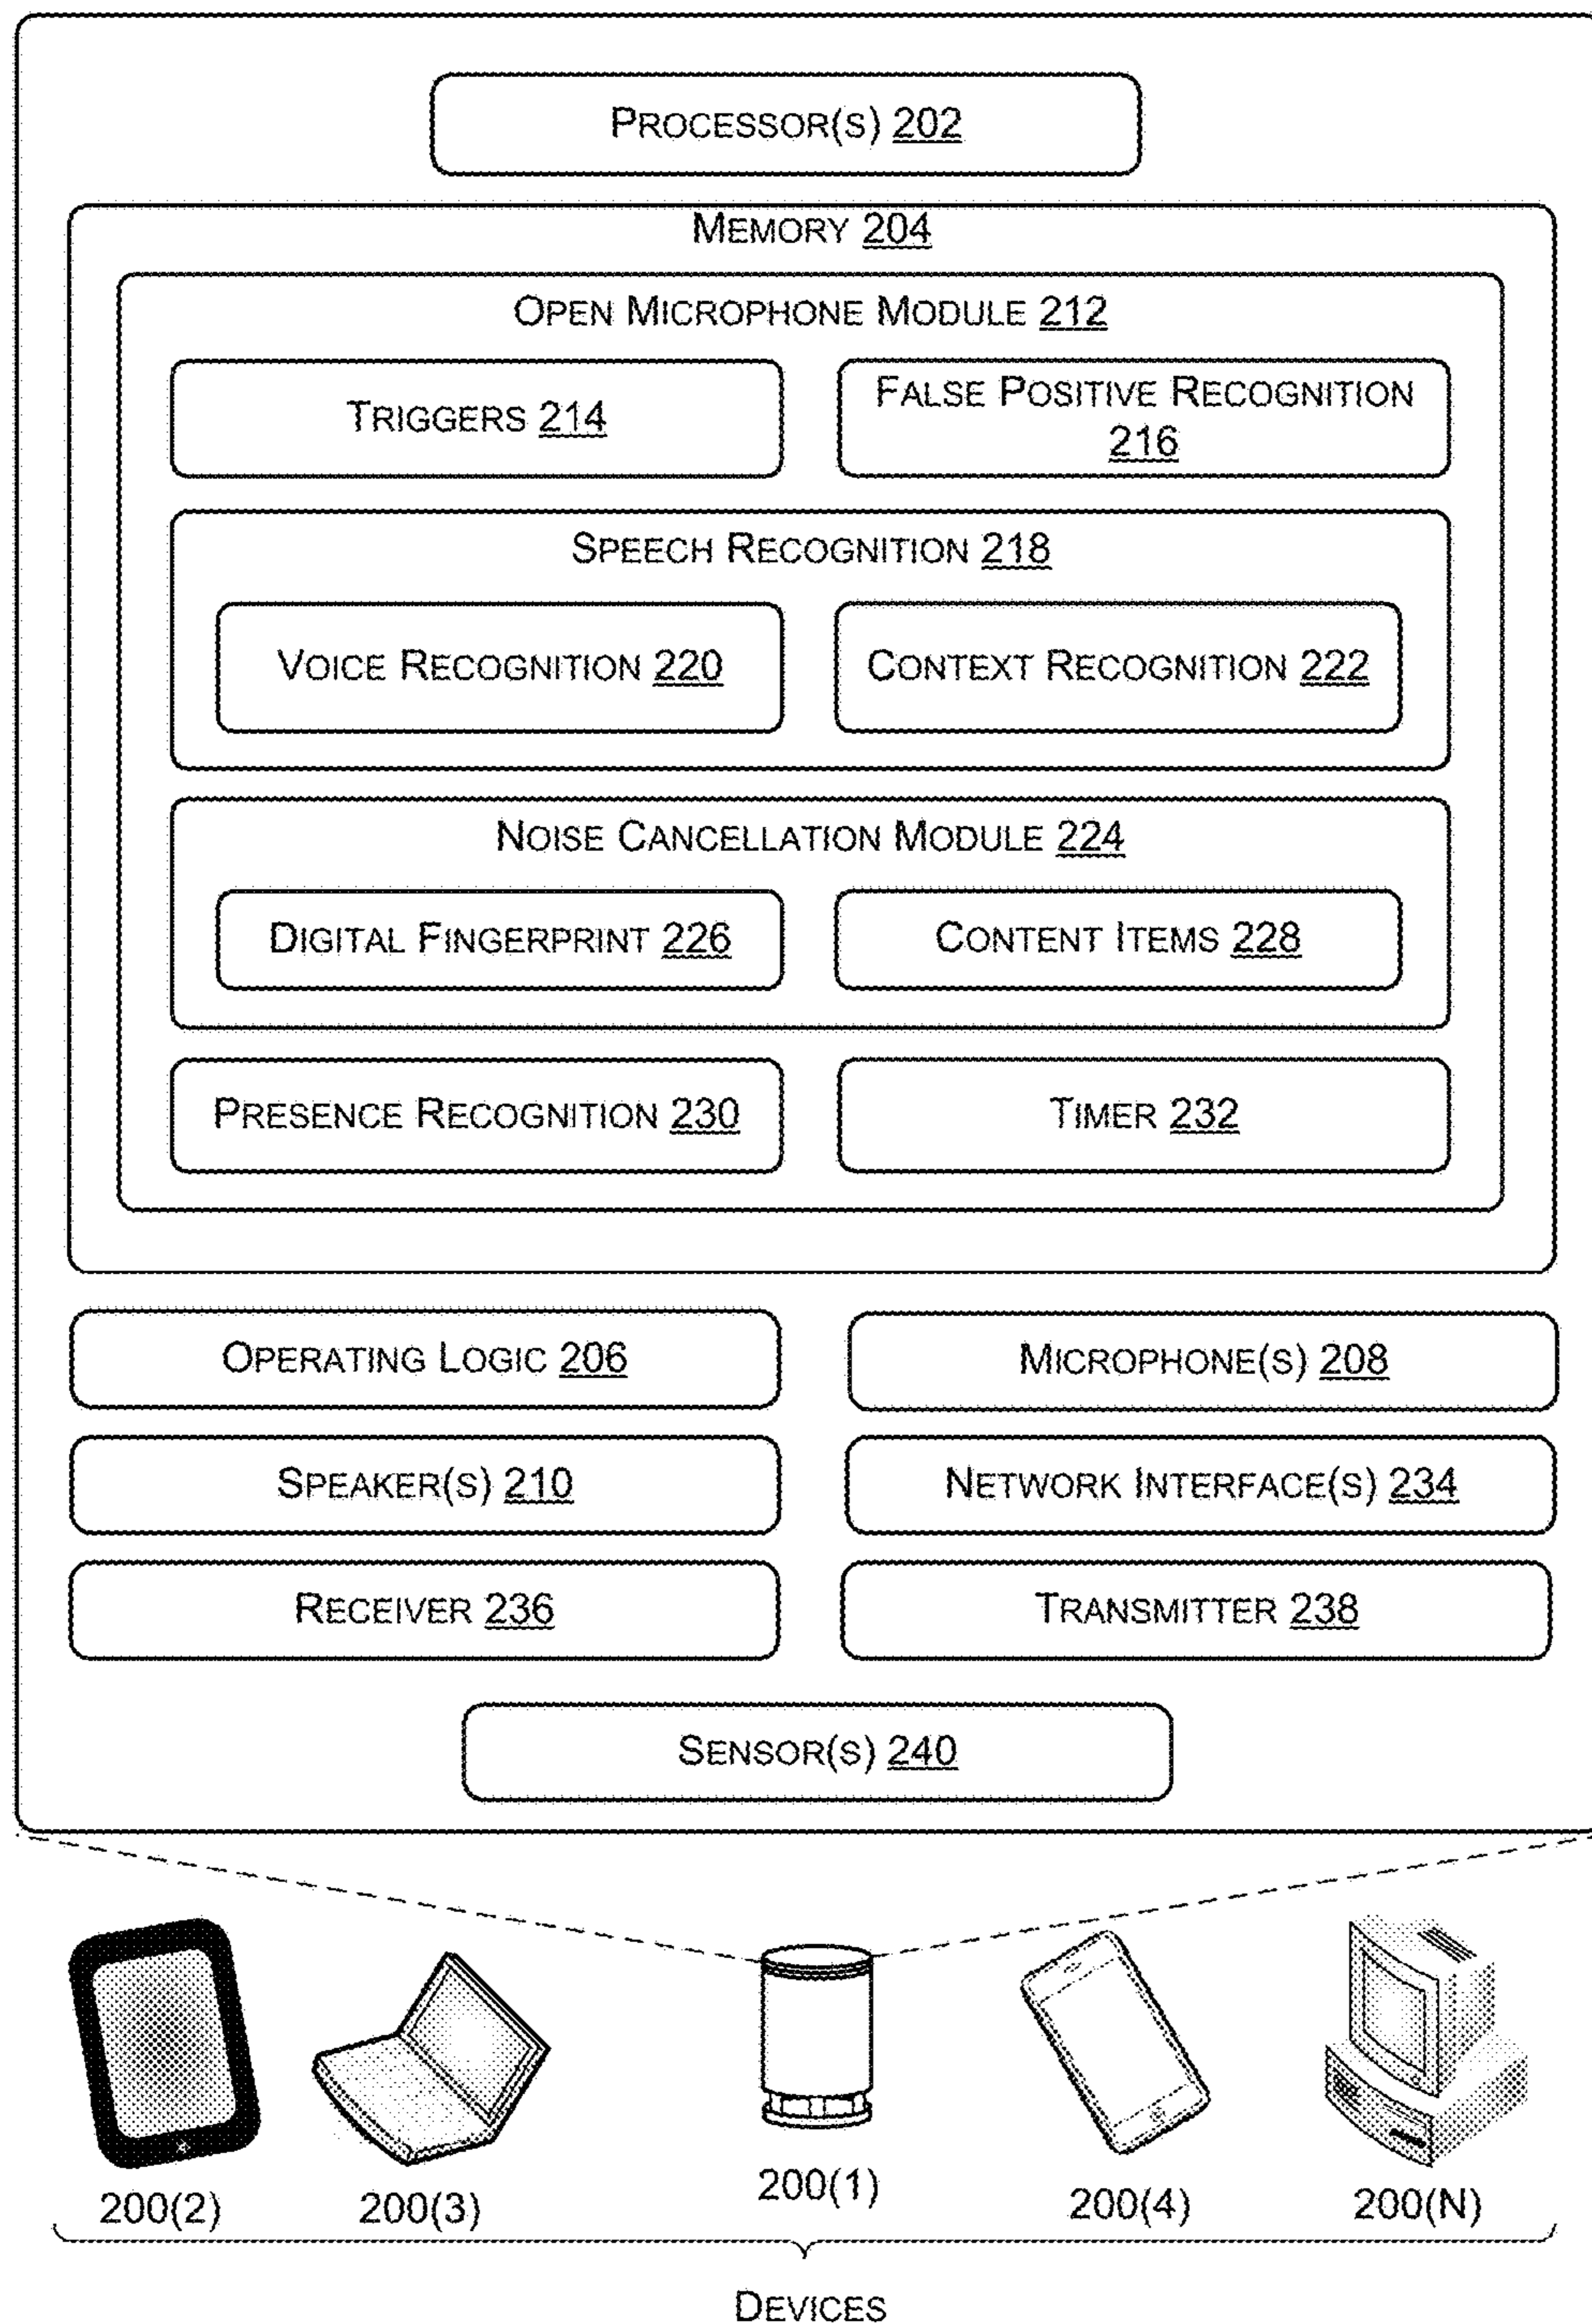 PROCESSOR(S) 202
MEMORY 204
OPEN MICROPHONE MODULE 212
TRIGGERS 214
FALSE POSITIVE RECOGNITION
216
SPEECH RECOGNITION 218
VOICE RECOGNITION 220
CONTEXT RECOGNITION 222
NOISE CANCELLATION MODULE 224
DIGITAL FINGERPRINT 226
CONTENT ITEMS 228
PRESENCE RECOGNITION 230
TIMER 232
OPERATING LOGIC 206
MICROPHONE(S) 208
SPEAKER(S) 210
NETWORK INTERFACE(S) 234
RECEIVER 236
TRANSMITTER 238
SENSOR(S) 240
200(2)
200(3)
200(1)
200(4)
200(N)
DEVICES